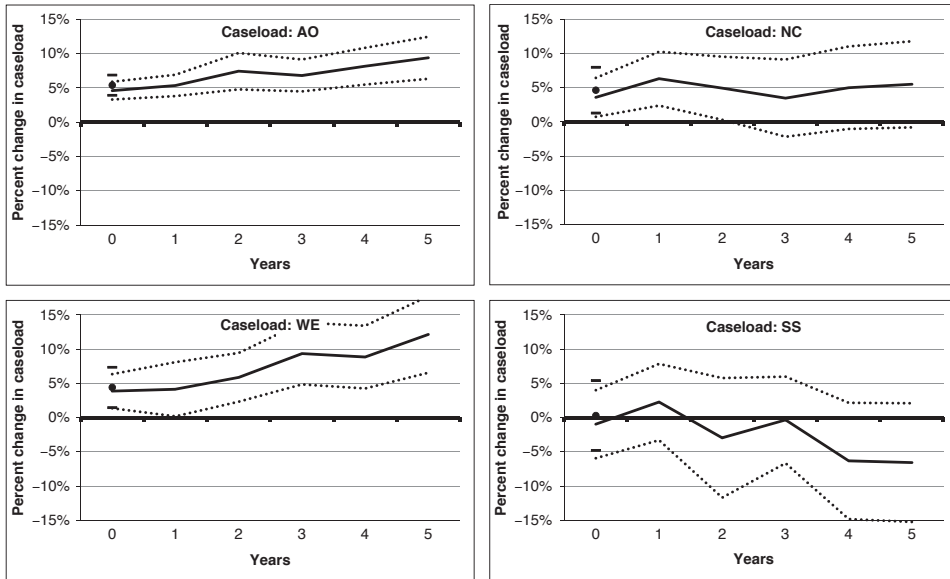 Caseload: AO
Percent change in caseload
15%
10%
5%
0%
−5%
−10%
−15%
0 1 2 3 4 5
Years
Caseload: NC
Percent change in caseload
15%
10%
5%
0%
−5%
−10%
−15%
0 1 2 3 4 5
Years
Caseload: WE
Percent change in caseload
15%
10%
5%
0%
−5%
−10%
−15%
0 1 2 3 4 5
Years
Caseload: SS
Percent change in caseload
15%
10%
5%
0%
−5%
−10%
−15%
0 1 2 3 4 5
Years